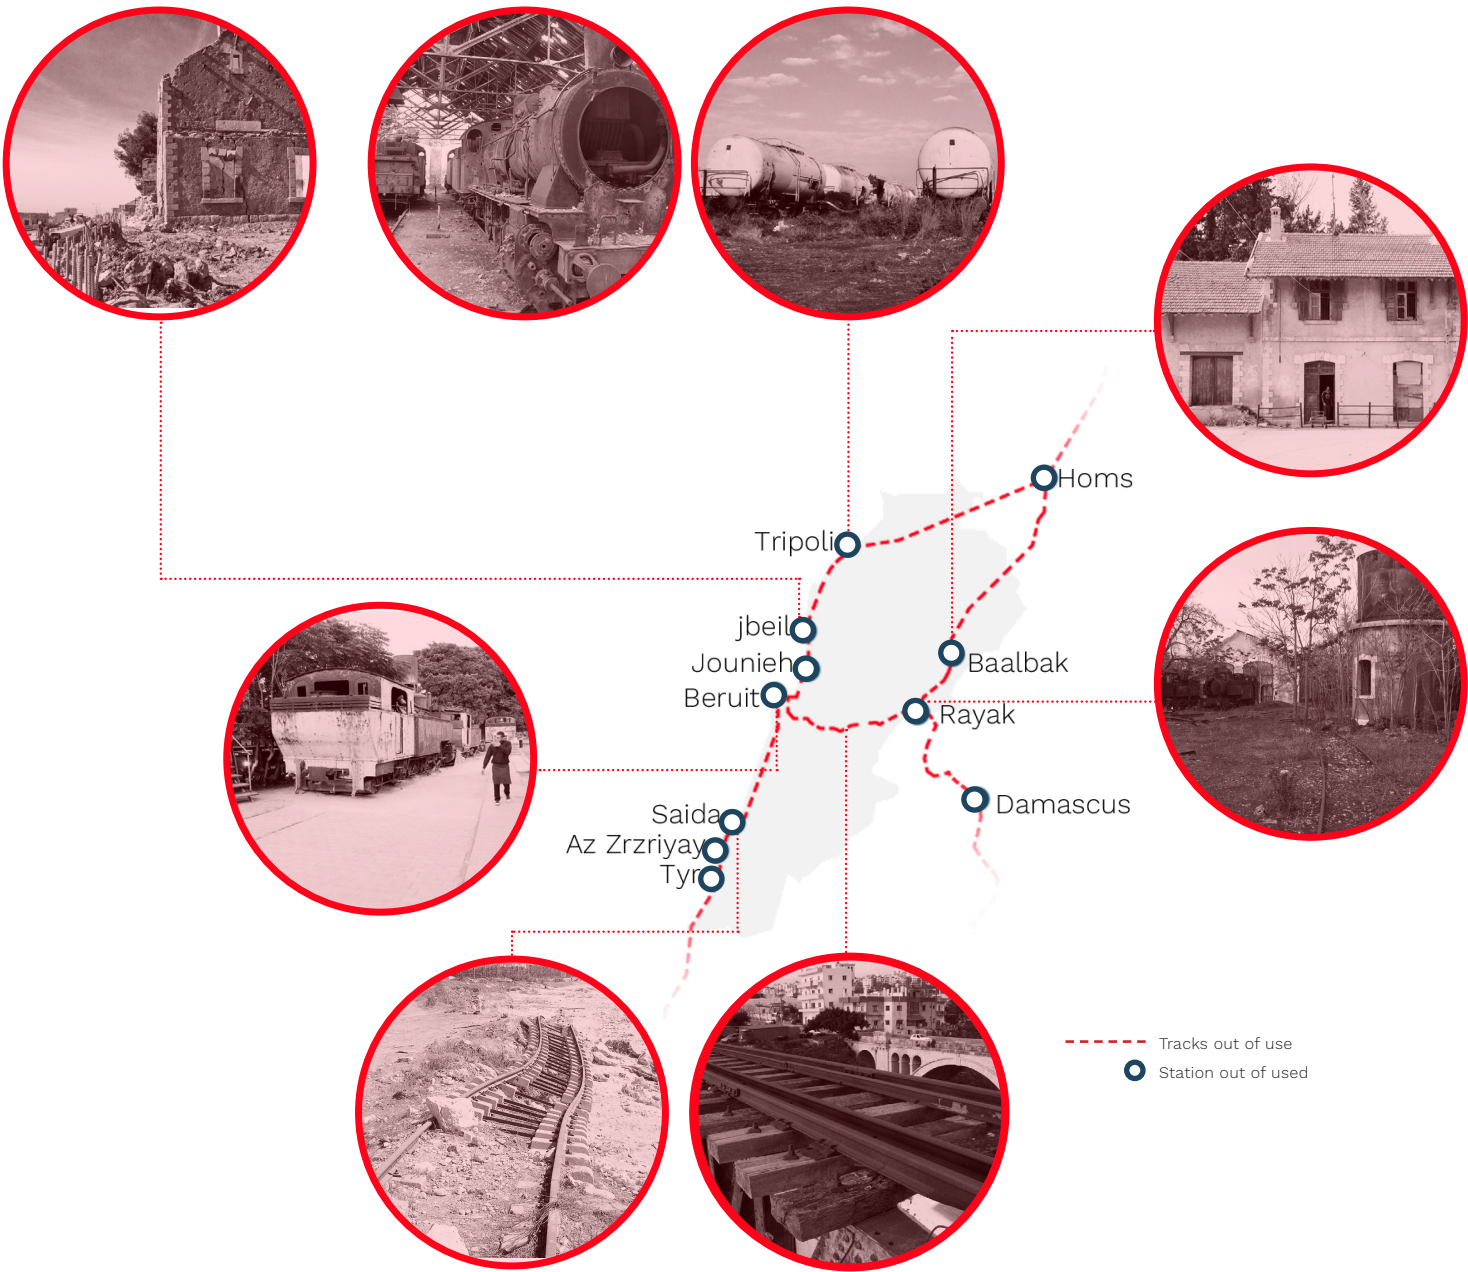 Homs
Tripoli
jbeil
Jounieh
Beruit
Baalbak
Rayak
Saida
Az Zrzriyay
Tyr
Damascus
Tracks out of use
Station out of used